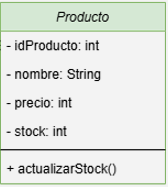 Producto
- idProducto: int
- nombre: String
- precio: int
- stock: int
+ actualizarStock()